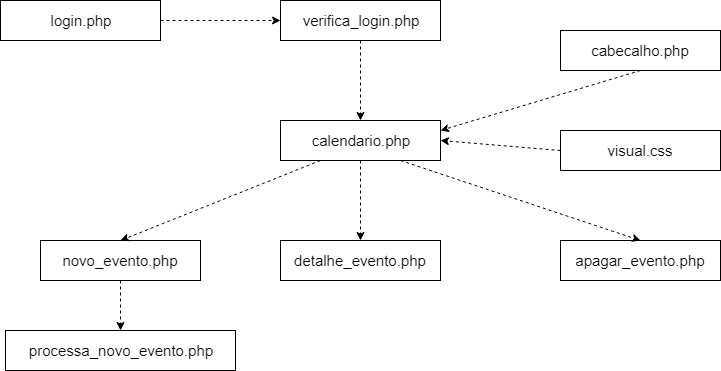 login.php
verifica_login.php
cabecalho.php
calendario.php
visual.css
novo_evento.php
detalhe_evento.php
apagar_evento.php
processa_novo_evento.php